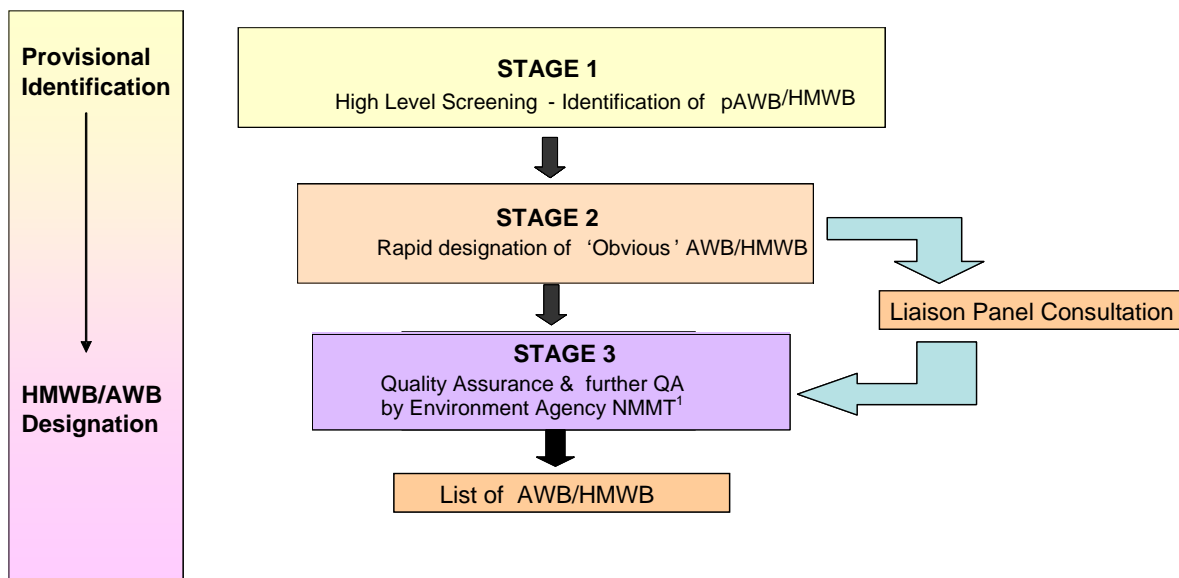 Provisional
Identification
HMWB/AWB
Designation
STAGE 1
High Level Screening - Identification of pAWB/HMWB
STAGE 2
Rapid designation of ‘Obvious’ AWB/HMWB
Liaison Panel Consultation
STAGE 3
Quality Assurance & further QA
by Environment Agency NMMT1
List of AWB/HMWB